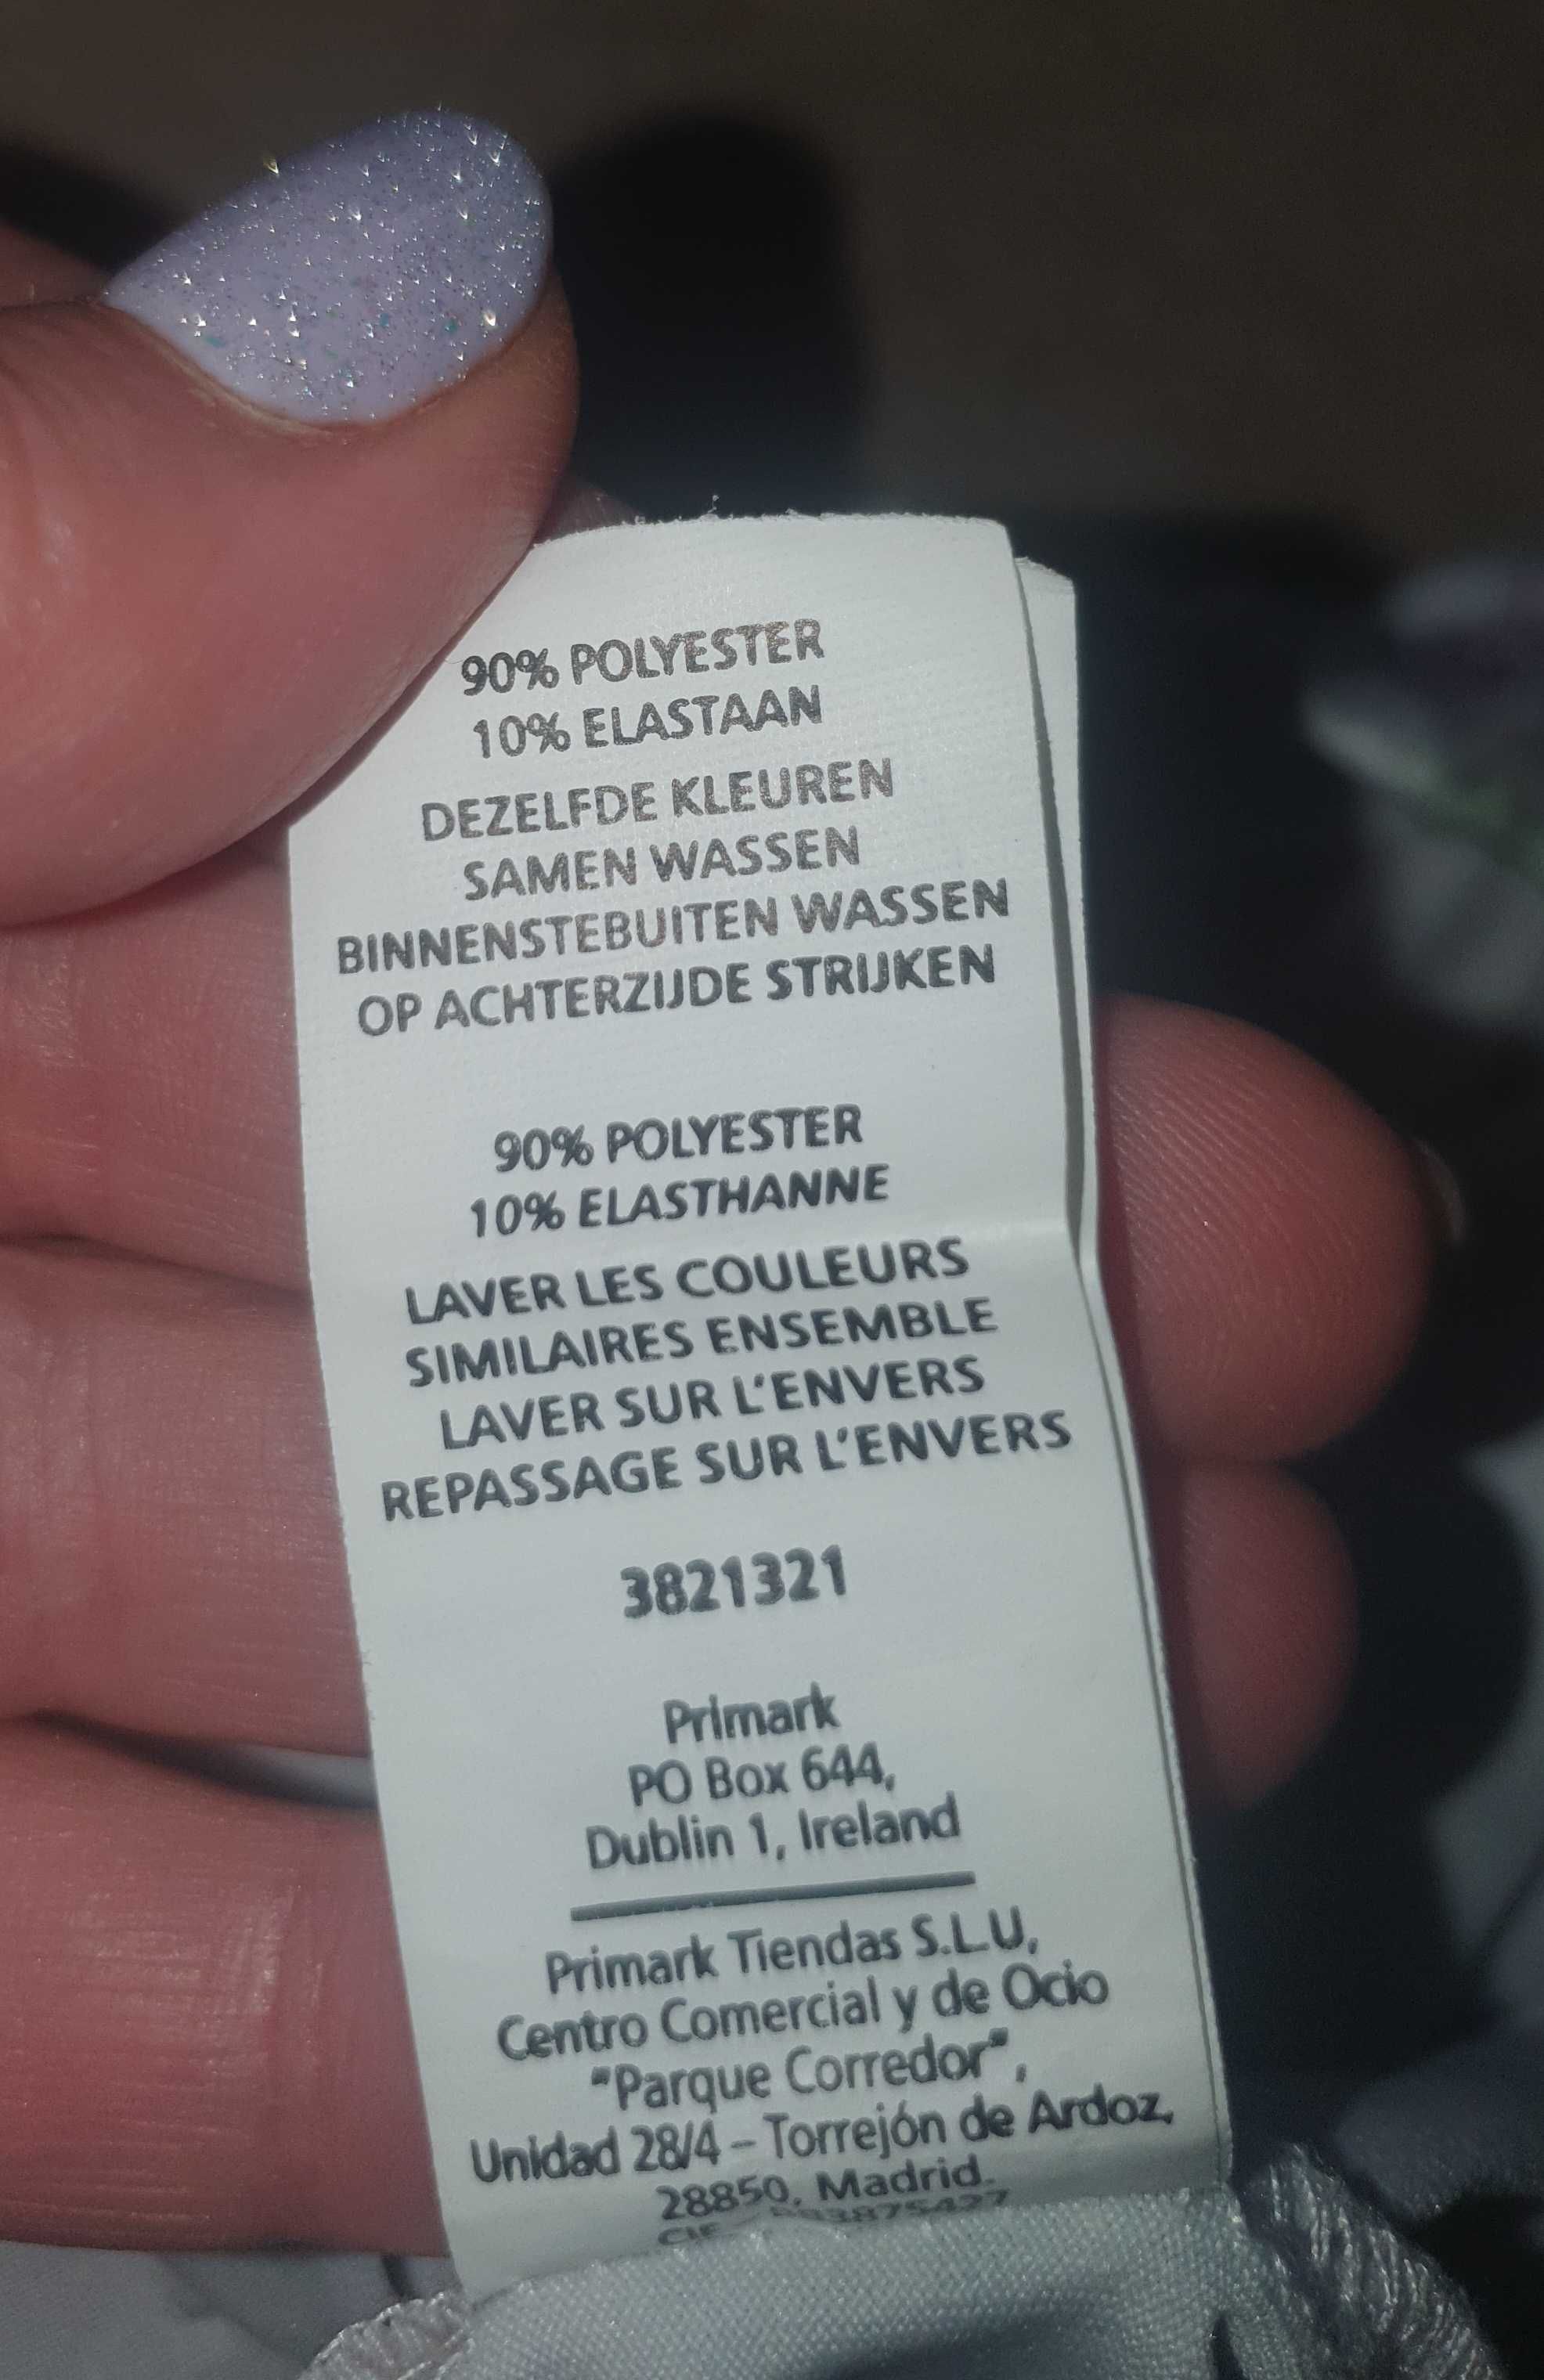 90% POLYESTER
10% ELASTAAN
DEZELFDE KLEUREN
SAMEN WASSEN
BINNENSTEBUITEN WASSEN
OP ACHTERZIJDE STRIJKEN
90% POLYESTER
10% ELASTHANNE
LAVER LES COULEURS
SIMILAIRES ENSEMBLE
LAVER SUR L'ENVERS
REPASSAGE SUR L'ENVERS
3821321
Primark
PO Box 644,
Dublin 1, Ireland
Primark Tiendas S.L.U,
Centro Comercial y de Ocio
"Parque Corredor",
Unidad 28/4 – Torrejón de Ardoz,
28850, Madrid.